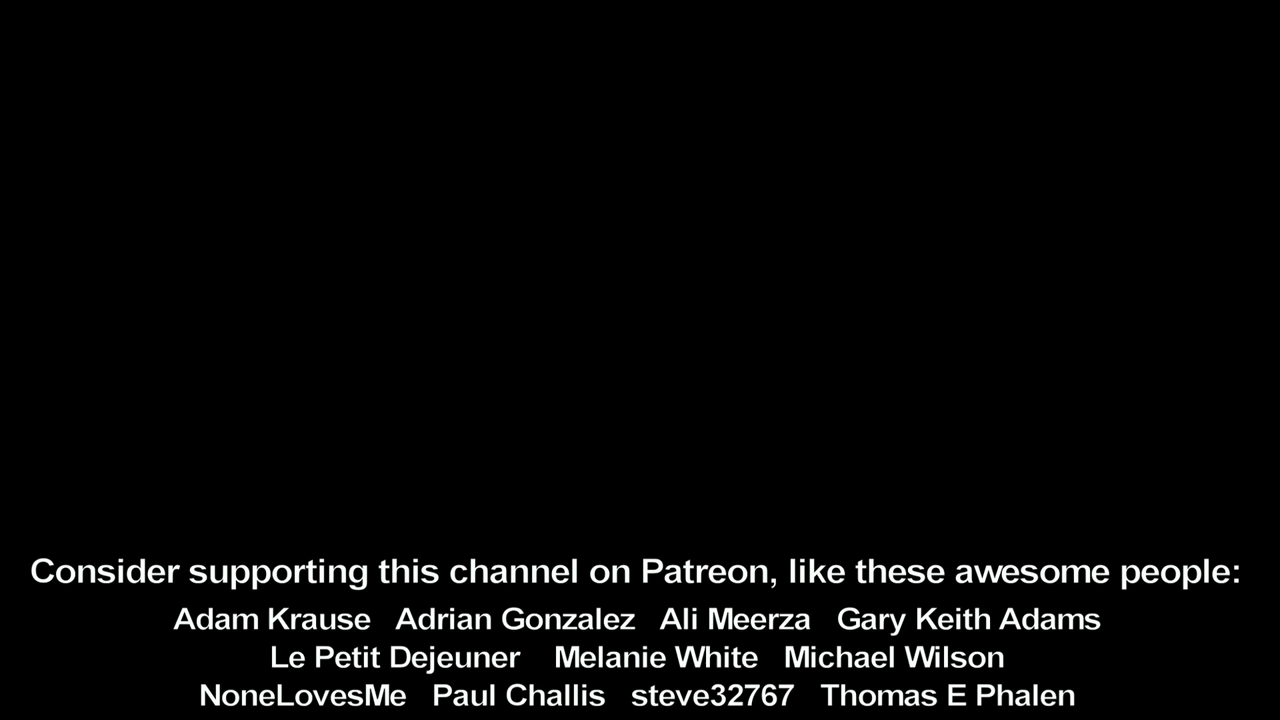 Consider supporting this channel on Patreon, like these awesome people:
Adam Krause Adrian Gonzalez Ali Meerza Gary Keith Adams
Le Petit Dejeuner Melanie White Michael Wilson
NoneLovesMe Paul Challis steve32767 Thomas E Phalen